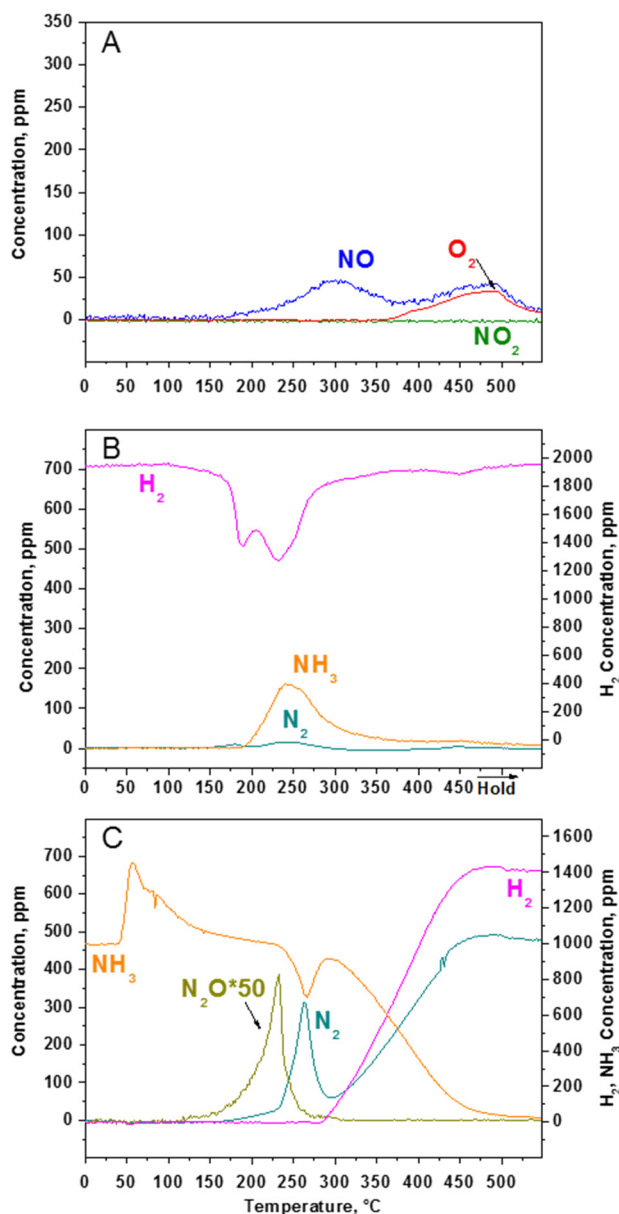 A
350
300
250
200
150
100
50
0
Concentration, ppm
NO
O₂
NO₂
0 50 100 150 200 250 300 350 400 450 500
B
700
600
500
400
300
200
100
0
Concentration, ppm
2000
1800
1600
1400
1200
1000
800
600
400
200
0
H₂ Concentration, ppm
H₂
NH₃
N₂
0 50 100 150 200 250 300 350 400 450 Hold
C
700
600
500
400
300
200
100
0
Concentration, ppm
1600
1400
1200
1000
800
600
400
200
0
H₂, NH₃ Concentration, ppm
H₂
NH₃
N₂O*50
N₂
0 50 100 150 200 250 300 350 400 450 500
Temperature, °C